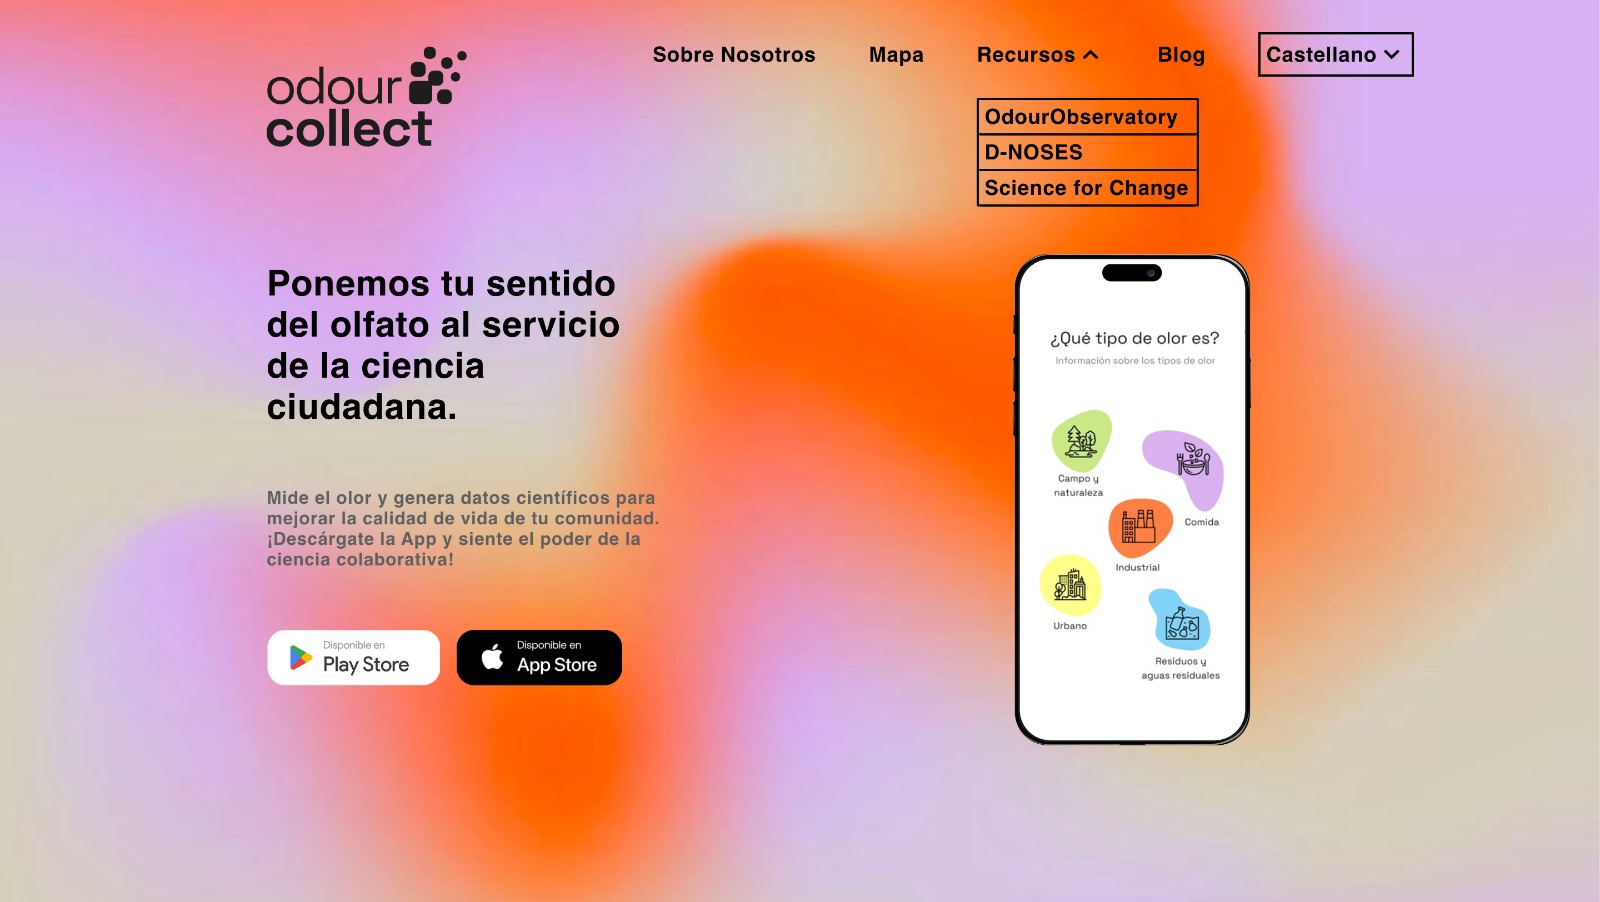 odour
collect
Sobre Nosotros
Mapa
Recursos
Blog
Castellano
OdourObservatory
D-NOSES
Science for Change
Ponemos tu sentido
del olfato al servicio
de la ciencia
ciudadana.
Mide el olor y genera datos científicos para
mejorar la calidad de vida de tu comunidad.
¡Descárgate la App y siente el poder de la
ciencia colaborativa!
Disponible en
Play Store
Disponible en
App Store
¿Qué tipo de olor es?
Información sobre los tipos de olor
Campo y
naturaleza
Comida
Industrial
Urbano
Residuos y
aguas residuales